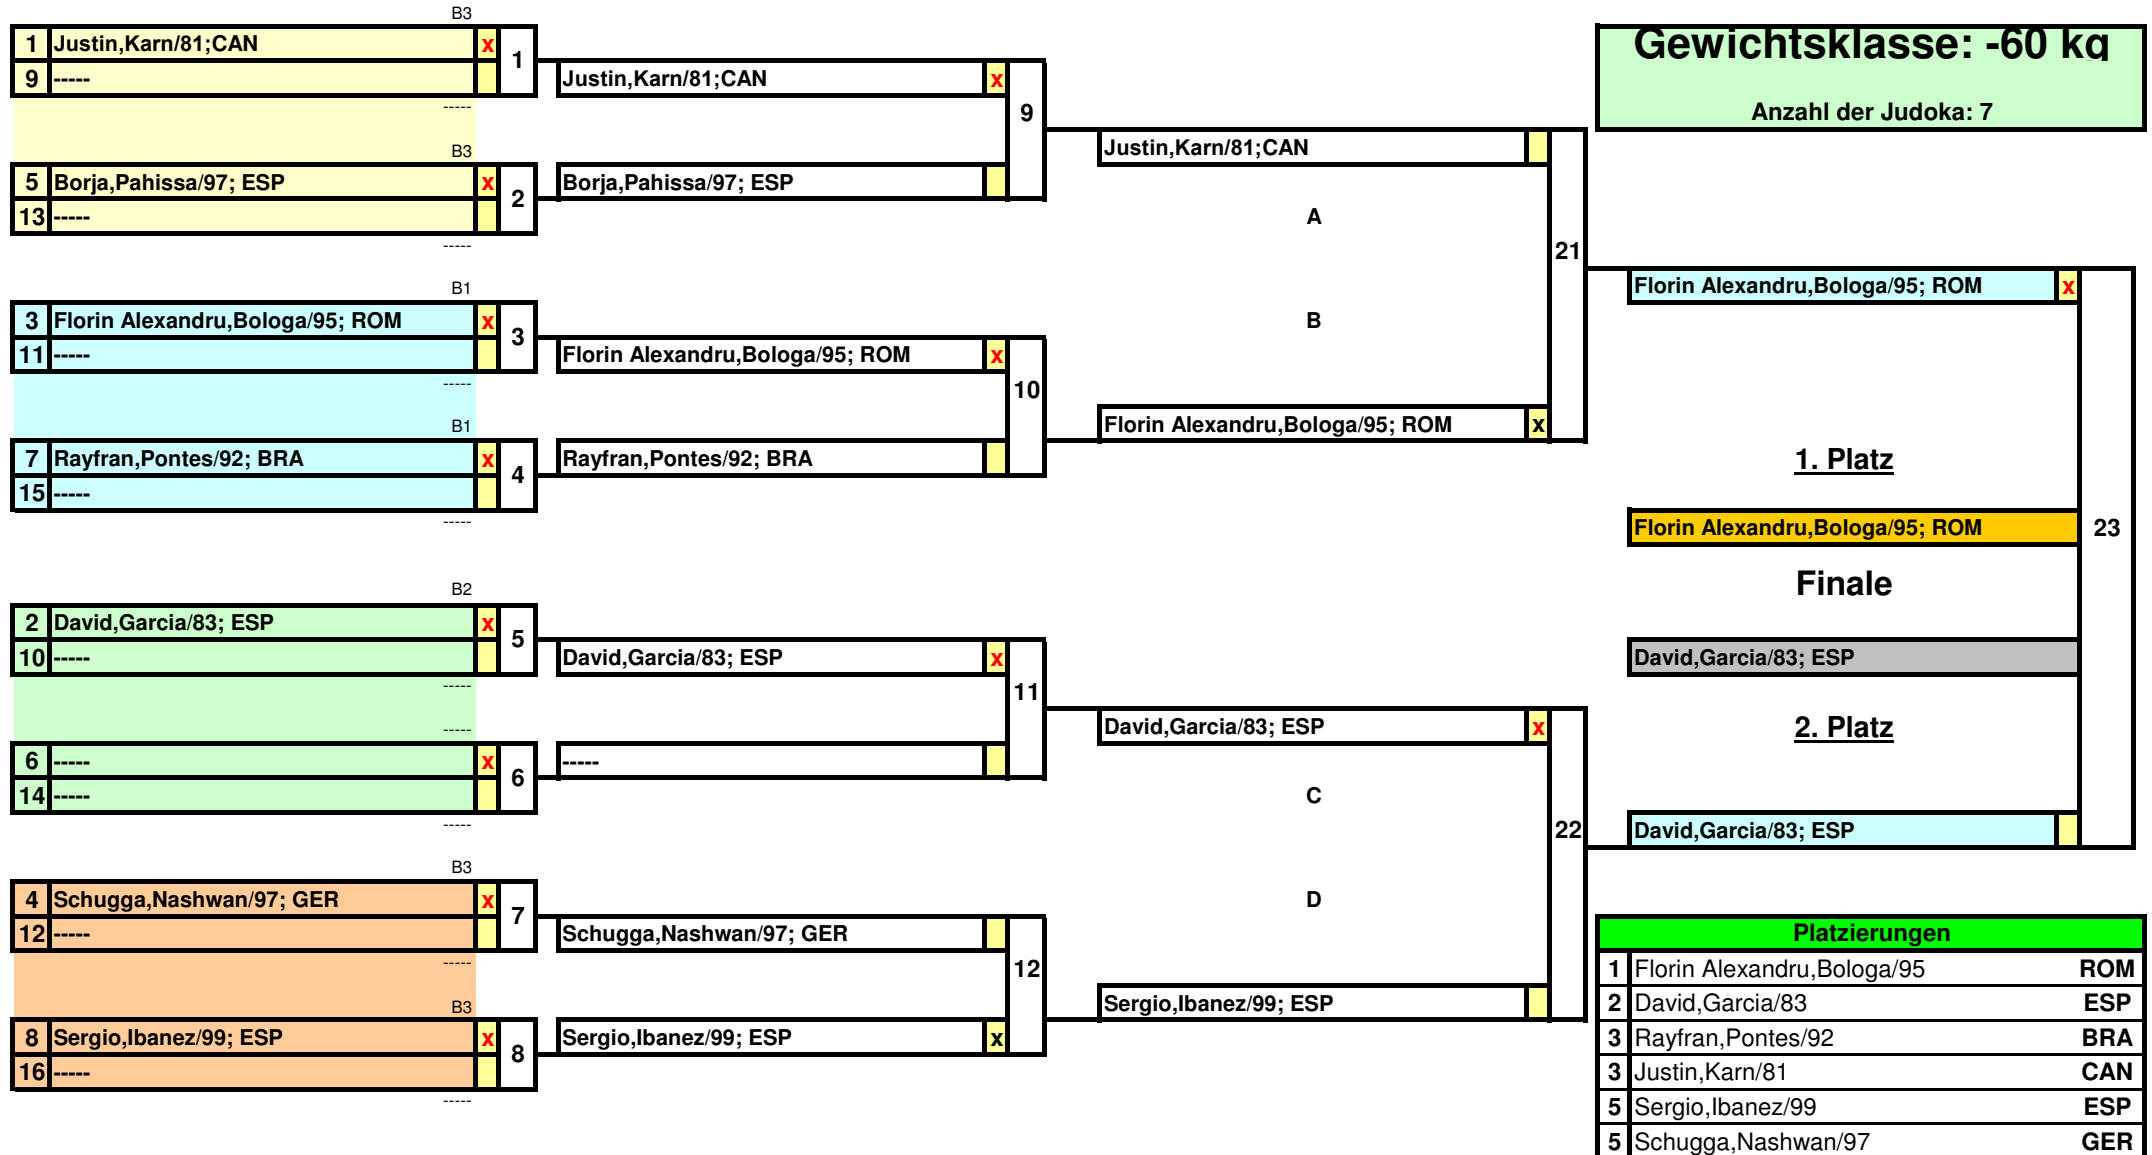 B3
1 Justin,Karn/81;CAN x 1
9 -----
Justin,Karn/81;CAN x
-----
9
B3
5 Borja,Pahissa/97; ESP x 2
13 -----
Borja,Pahissa/97; ESP
-----
B1
3 Florin Alexandru,Bologa/95; ROM x 3
11 -----
Florin Alexandru,Bologa/95; ROM x
-----
10
B1
7 Rayfran,Pontes/92; BRA x 4
15 -----
Rayfran,Pontes/92; BRA
-----
B2
2 David,Garcia/83; ESP x 5
10 -----
David,Garcia/83; ESP x
-----
11
-----
6 ----- x 6
14 -----
-----
-----
B3
4 Schugga,Nashwan/97; GER x 7
12 -----
Schugga,Nashwan/97; GER
-----
12
B3
8 Sergio,Ibanez/99; ESP x 8
16 -----
Sergio,Ibanez/99; ESP x
-----
Justin,Karn/81;CAN
A
21
B
Florin Alexandru,Bologa/95; ROM x
David,Garcia/83; ESP x
C
22
D
Sergio,Ibanez/99; ESP
Gewichtsklasse: -60 kg
Anzahl der Judoka: 7
Florin Alexandru,Bologa/95; ROM x
1. Platz
Florin Alexandru,Bologa/95; ROM
23
Finale
David,Garcia/83; ESP
2. Platz
David,Garcia/83; ESP
Platzierungen
1 Florin Alexandru,Bologa/95 ROM
2 David,Garcia/83 ESP
3 Rayfran,Pontes/92 BRA
3 Justin,Karn/81 CAN
5 Sergio,Ibanez/99 ESP
5 Schugga,Nashwan/97 GER